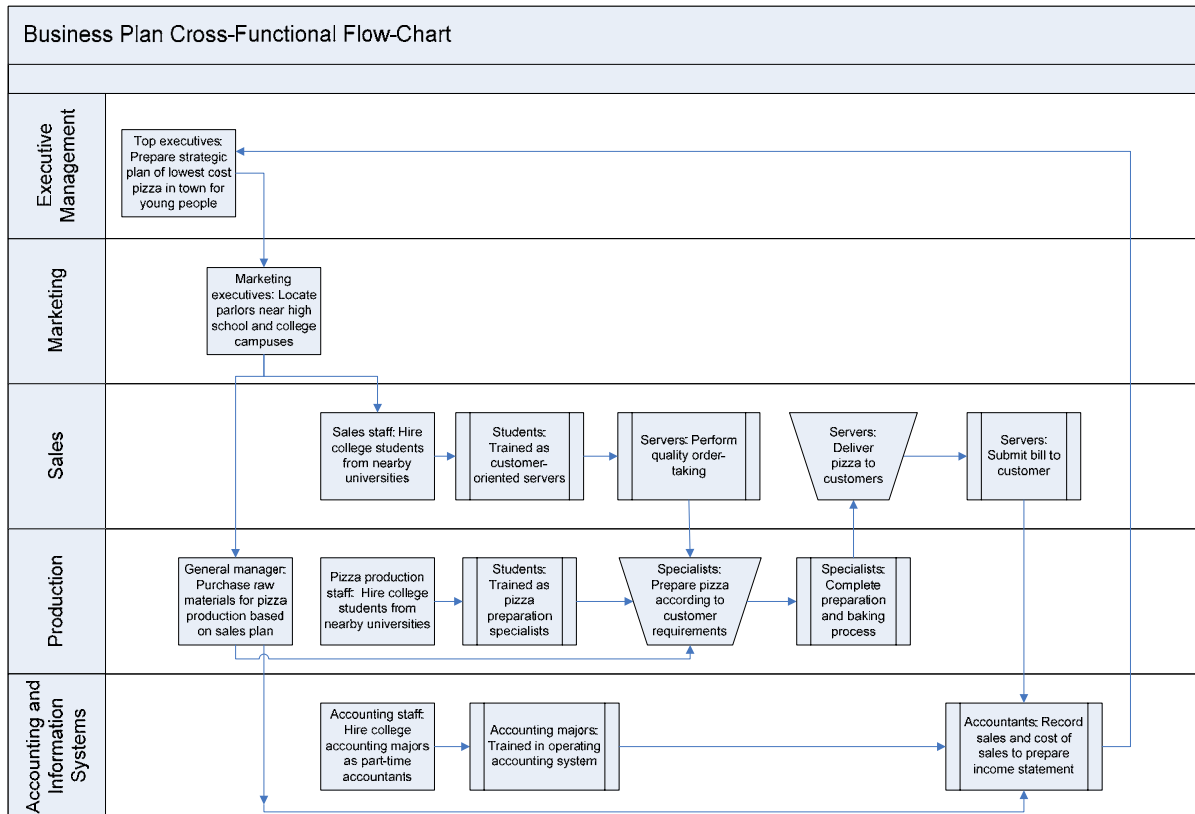 Business Plan Cross-Functional Flow-Chart
Executive
Management
Top executives:
Prepare strategic
plan of lowest cost
pizza in town for
young people
Marketing
Marketing
executives: Locate
parlors near high
school and college
campuses
Sales
Sales staff: Hire
college students
from nearby
universities
Students:
Trained as
customer-
oriented servers
Servers: Perform
quality order-
taking
Servers:
Deliver
pizza to
customers
Servers:
Submit bill to
customer
Production
General manager:
Purchase raw
materials for pizza
production based
on sales plan
Pizza production
staff: Hire college
students from
nearby universities
Students:
Trained as
pizza
preparation
specialists
Specialists:
Prepare pizza
according to
customer
requirements
Specialists:
Complete
preparation
and baking
process
Accounting and
Information
Systems
Accounting staff:
Hire college
accounting majors
as part-time
accountants
Accounting majors:
Trained in operating
accounting system
Accountants: Record
sales and cost of
sales to prepare
income statement